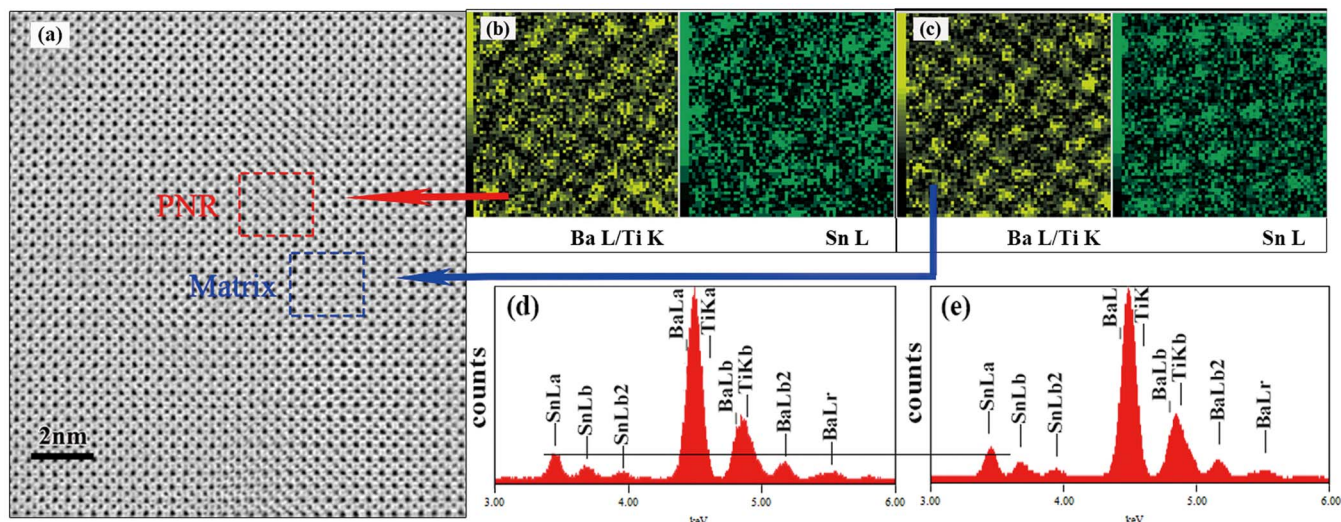 (a)
PNR
Matrix
2nm
(b)
Ba L/Ti K
Sn L
(c)
Ba L/Ti K
Sn L
(d)
counts
SnLa
SnLb
SnLb2
BaLa
TiKa
BaLb
TiKb
BaLb2
BaLr
3.00 4.00 5.00 6.00
keV
(e)
counts
SnLa
SnLb
SnLb2
BaL
TiK
BaLb
TiKb
BaLb2
BaLr
3.00 4.00 5.00 6.00
keV